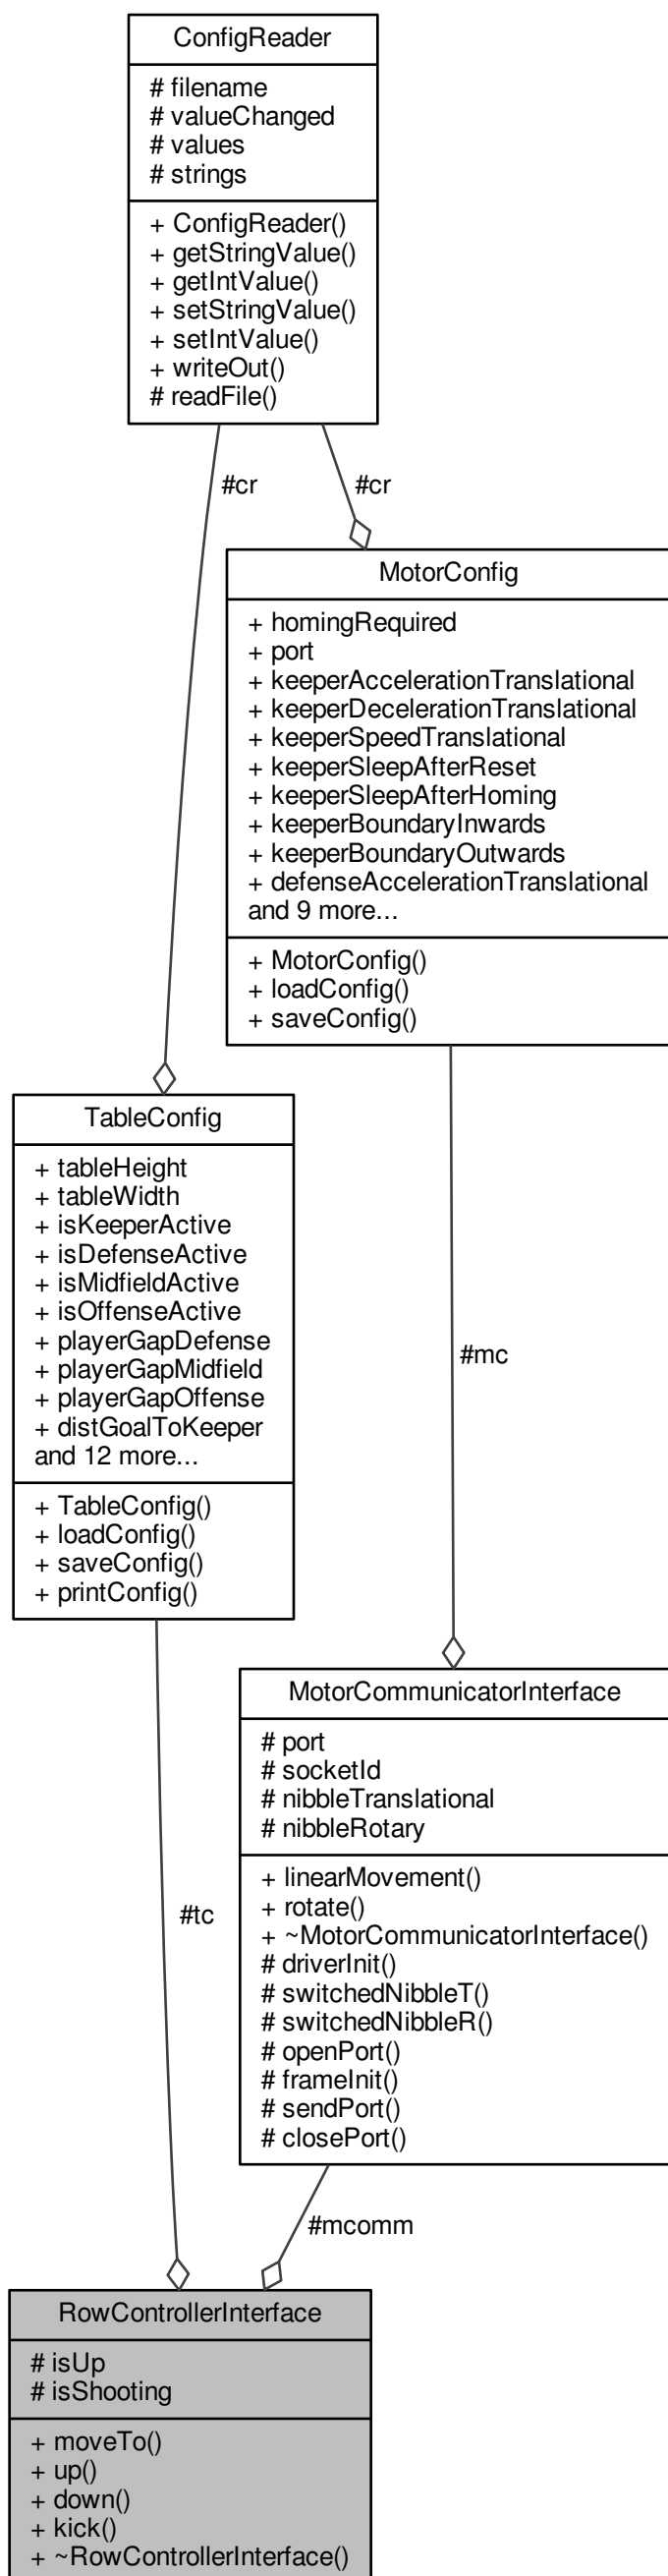 ConfigReader
# filename
# valueChanged
# values
# strings
+ ConfigReader()
+ getStringValue()
+ getIntValue()
+ setStringValue()
+ setIntValue()
+ writeOut()
# readFile()
#cr
#cr
MotorConfig
+ homingRequired
+ port
+ keeperAccelerationTranslational
+ keeperDecelerationTranslational
+ keeperSpeedTranslational
+ keeperSleepAfterReset
+ keeperSleepAfterHoming
+ keeperBoundaryInwards
+ keeperBoundaryOutwards
+ defenseAccelerationTranslational
and 9 more...
+ MotorConfig()
+ loadConfig()
+ saveConfig()
TableConfig
+ tableHeight
+ tableWidth
+ isKeeperActive
+ isDefenseActive
+ isMidfieldActive
+ isOffenseActive
+ playerGapDefense
+ playerGapMidfield
+ playerGapOffense
+ distGoalToKeeper
and 12 more...
+ TableConfig()
+ loadConfig()
+ saveConfig()
+ printConfig()
#mc
MotorCommunicatorInterface
# port
# socketId
# nibbleTranslational
# nibbleRotary
+ linearMovement()
+ rotate()
+ ~MotorCommunicatorInterface()
# driverInit()
# switchedNibbleT()
# switchedNibbleR()
# openPort()
# frameInit()
# sendPort()
# closePort()
#tc
#mcomm
RowControllerInterface
# isUp
# isShooting
+ moveTo()
+ up()
+ down()
+ kick()
+ ~RowControllerInterface()